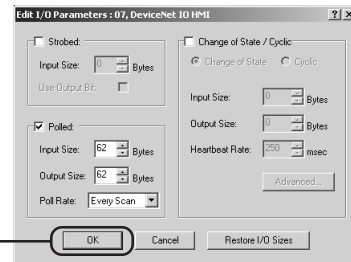 Edit I/O Parameters : 07, DeviceNet IO HMI
Strobed:
Input Size: 0 Bytes
Use Output Bit:
Polled:
Input Size: 62 Bytes
Output Size: 62 Bytes
Poll Rate: Every Scan
Change of State / Cyclic
Change of State Cyclic
Input Size: 0 Bytes
Output Size: 0 Bytes
Heartbeat Rate: 250 msec
Advanced...
OK Cancel Restore I/O Sizes